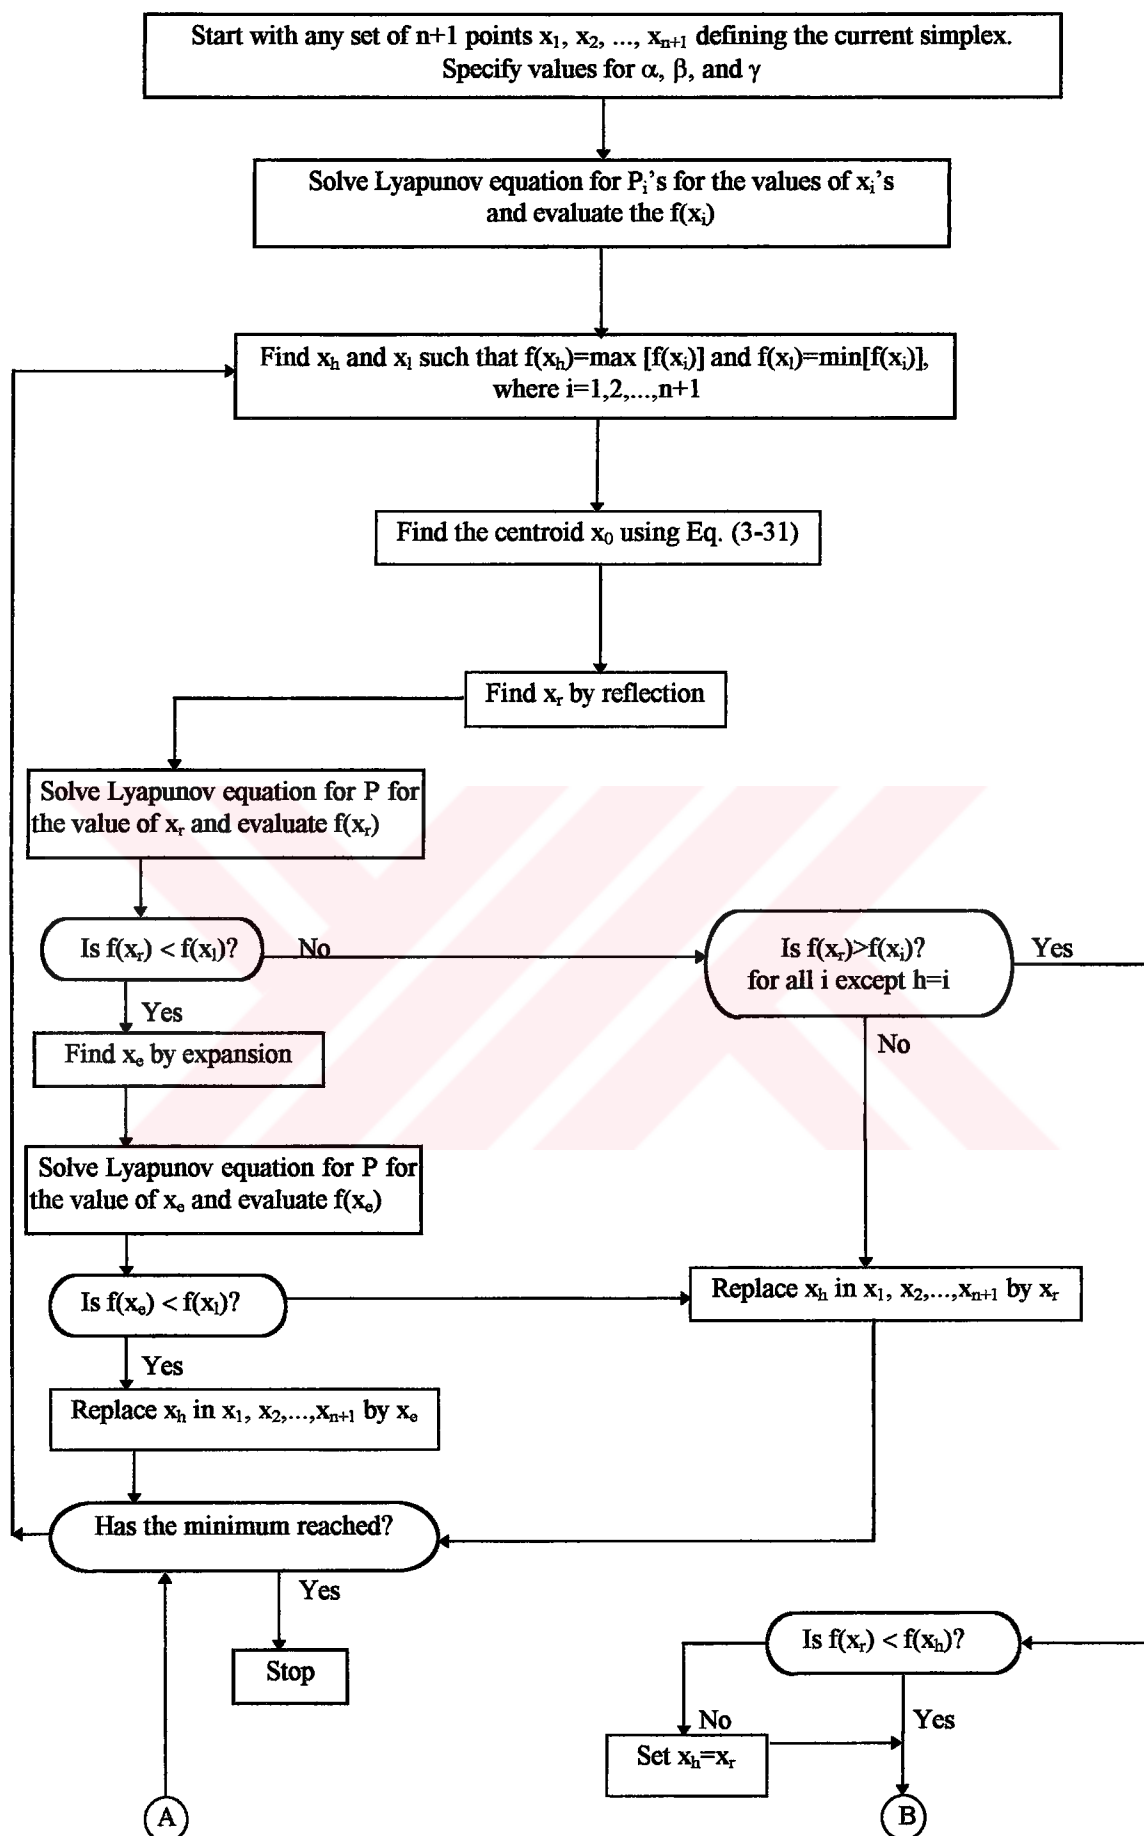 Start with any set of n+1 points x₁, x₂, ..., xₙ₊₁ defining the current simplex.
Specify values for α, β, and γ
Solve Lyapunov equation for Pᵢ's for the values of xᵢ's
and evaluate the f(xᵢ)
Find xₕ and xₗ such that f(xₕ)=max [f(xᵢ)] and f(xₗ)=min[f(xᵢ)],
where i=1,2,...,n+1
Find the centroid x₀ using Eq. (3-31)
Find xᵣ by reflection
Solve Lyapunov equation for P for
the value of xᵣ and evaluate f(xᵣ)
Is f(xᵣ) < f(xₗ)?
No
Is f(xᵣ)>f(xᵢ)?
for all i except h=i
Yes
Yes
No
Find xₑ by expansion
Solve Lyapunov equation for P for
the value of xₑ and evaluate f(xₑ)
Is f(xₑ) < f(xₗ)?
Replace xₕ in x₁, x₂,...,xₙ₊₁ by xᵣ
Yes
Replace xₕ in x₁, x₂,...,xₙ₊₁ by xₑ
Has the minimum reached?
Yes
Stop
Is f(xᵣ) < f(xₕ)?
No
Yes
Set xₕ=xᵣ
A
B